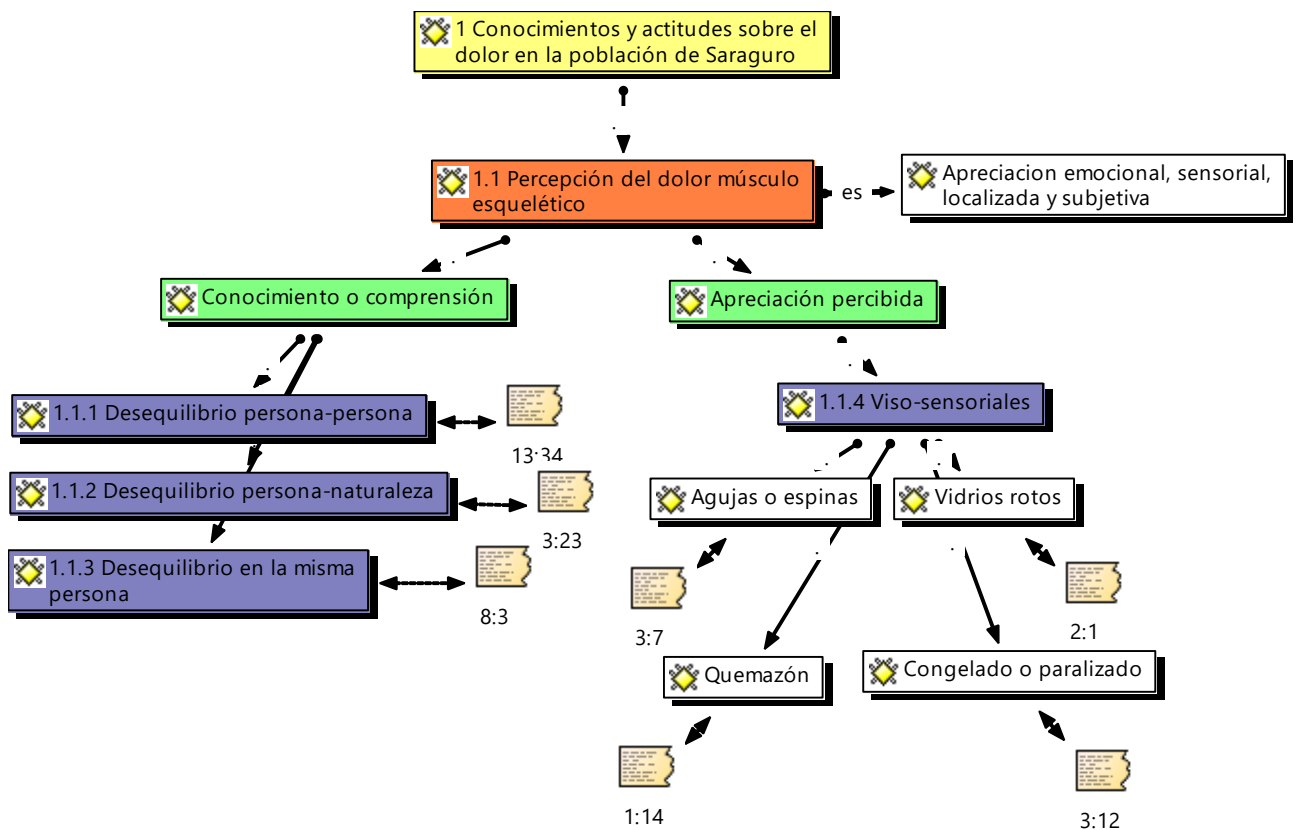 1 Conocimientos y actitudes sobre el
dolor en la población de Saraguro
1.1 Percepción del dolor músculo
esquelético
es
Apreciacion emocional, sensorial,
localizada y subjetiva
Conocimiento o comprensión
Apreciación percibida
1.1.1 Desequilibrio persona-persona
13:34
1.1.2 Desequilibrio persona-naturaleza
3:23
1.1.3 Desequilibrio en la misma
persona
8:3
1.1.4 Viso-sensoriales
Agujas o espinas
Vidrios rotos
3:7
2:1
Quemazón
Congelado o paralizado
1:14
3:12